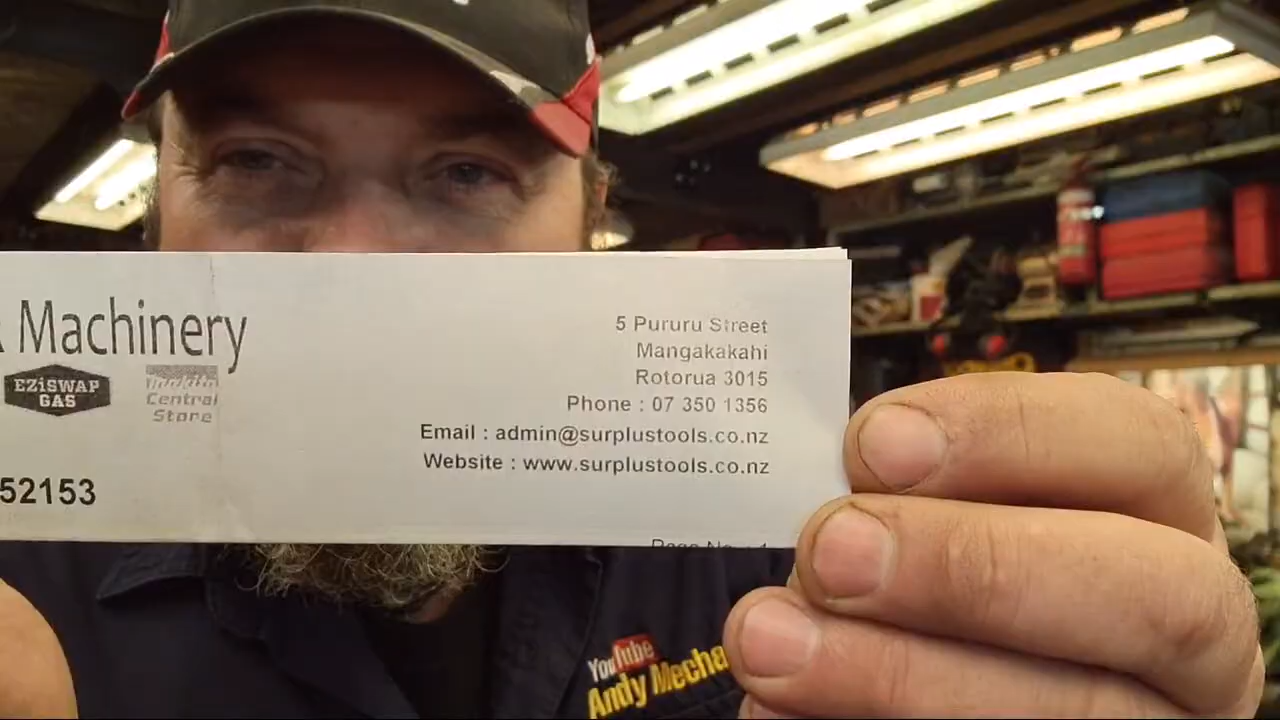 & Machinery
EZiSWAP
GAS
makita
Central
Store
52153
5 Pururu Street
Mangakakahi
Rotorua 3015
Phone : 07 350 1356
Email : admin@surplustools.co.nz
Website : www.surplustools.co.nz
YouTube
Andy Mecha